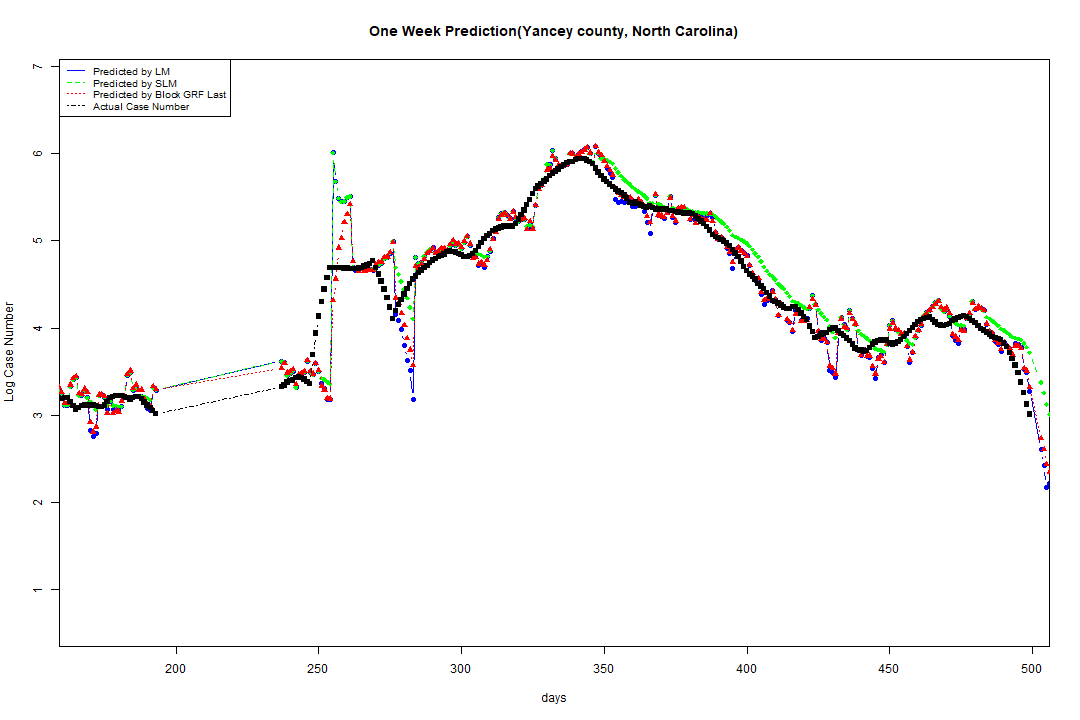 One Week Prediction(Yancey county, North Carolina)
Predicted by LM
Predicted by SLM
Predicted by Block GRF Last
Actual Case Number
Log Case Number
7
6
5
4
3
2
1
200 250 300 350 400 450 500
days